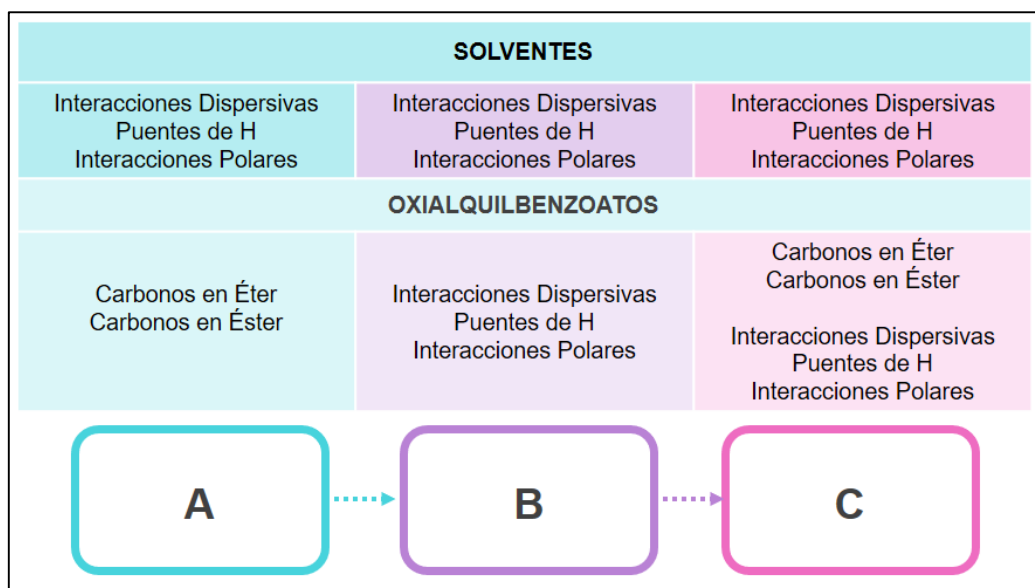 SOLVENTES
Interacciones Dispersivas
Puentes de H
Interacciones Polares
Interacciones Dispersivas
Puentes de H
Interacciones Polares
Interacciones Dispersivas
Puentes de H
Interacciones Polares
OXIALQUILBENZOATOS
Carbonos en Éter
Carbonos en Éster
Interacciones Dispersivas
Puentes de H
Interacciones Polares
Carbonos en Éter
Carbonos en Éster
Interacciones Dispersivas
Puentes de H
Interacciones Polares
A
B
C